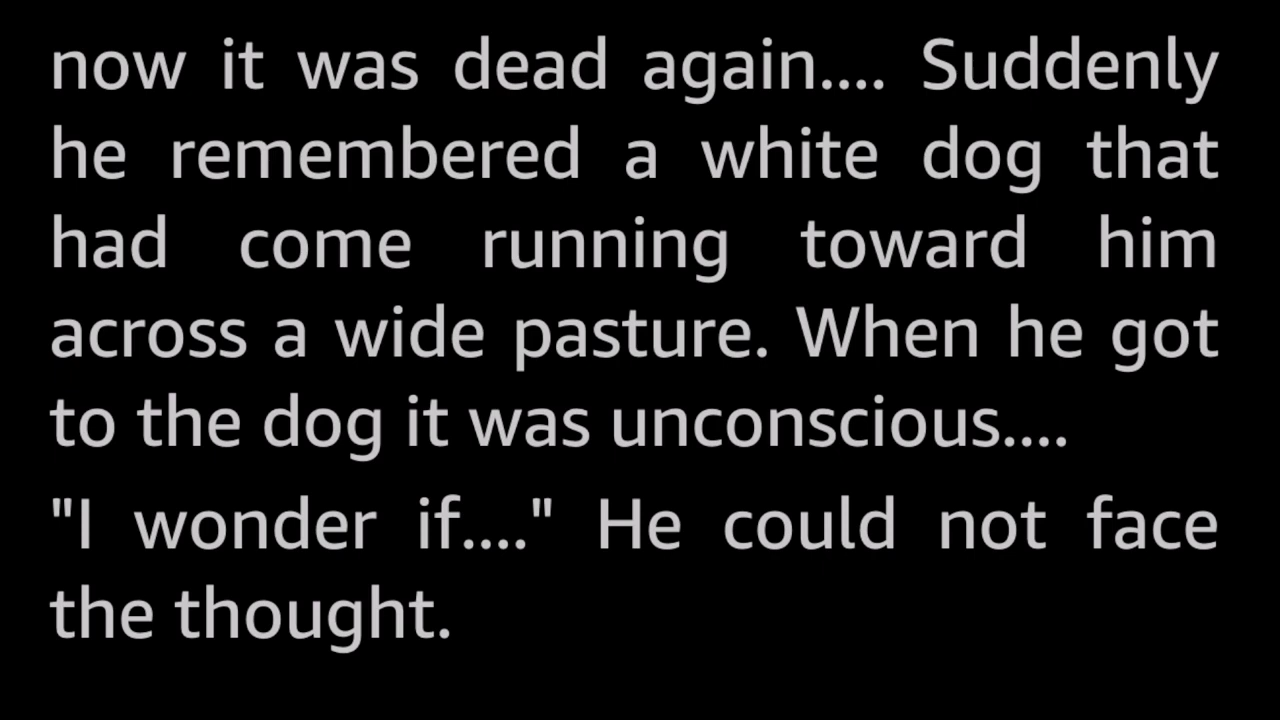 now it was dead again.... Suddenly
he remembered a white dog that
had come running toward him
across a wide pasture. When he got
to the dog it was unconscious....
"I wonder if...." He could not face
the thought.